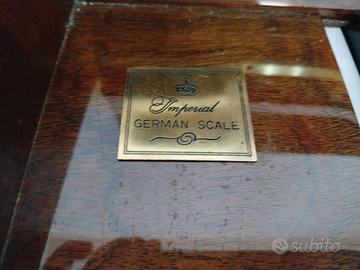 Imperial
GERMAN SCALE
subito